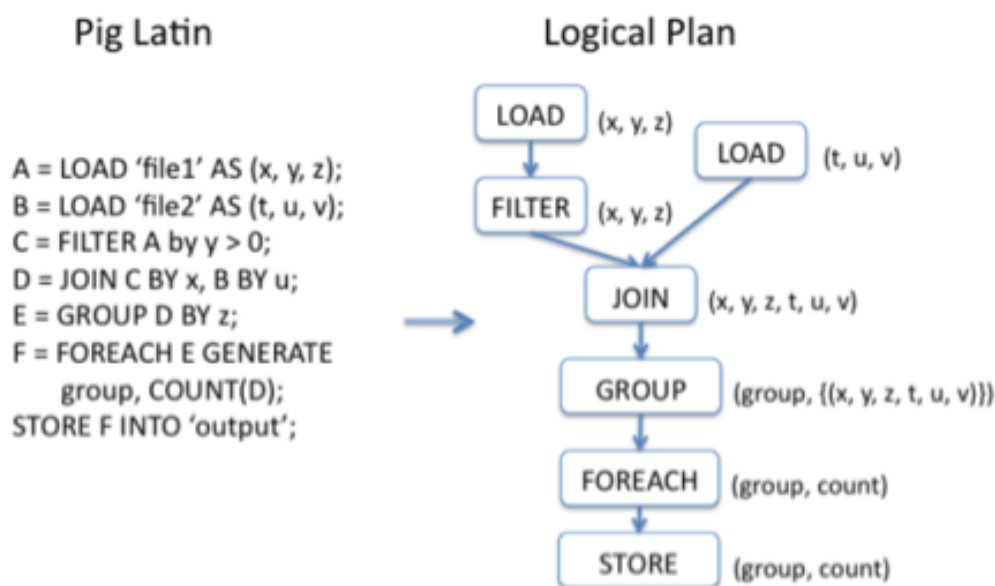 Pig Latin
Logical Plan
A = LOAD ‘file1’ AS (x, y, z);
B = LOAD ‘file2’ AS (t, u, v);
C = FILTER A by y > 0;
D = JOIN C BY x, B BY u;
E = GROUP D BY z;
F = FOREACH E GENERATE
group, COUNT(D);
STORE F INTO ‘output’;
LOAD (x, y, z)
LOAD (t, u, v)
FILTER (x, y, z)
JOIN (x, y, z, t, u, v)
GROUP (group, {(x, y, z, t, u, v)})
FOREACH (group, count)
STORE (group, count)